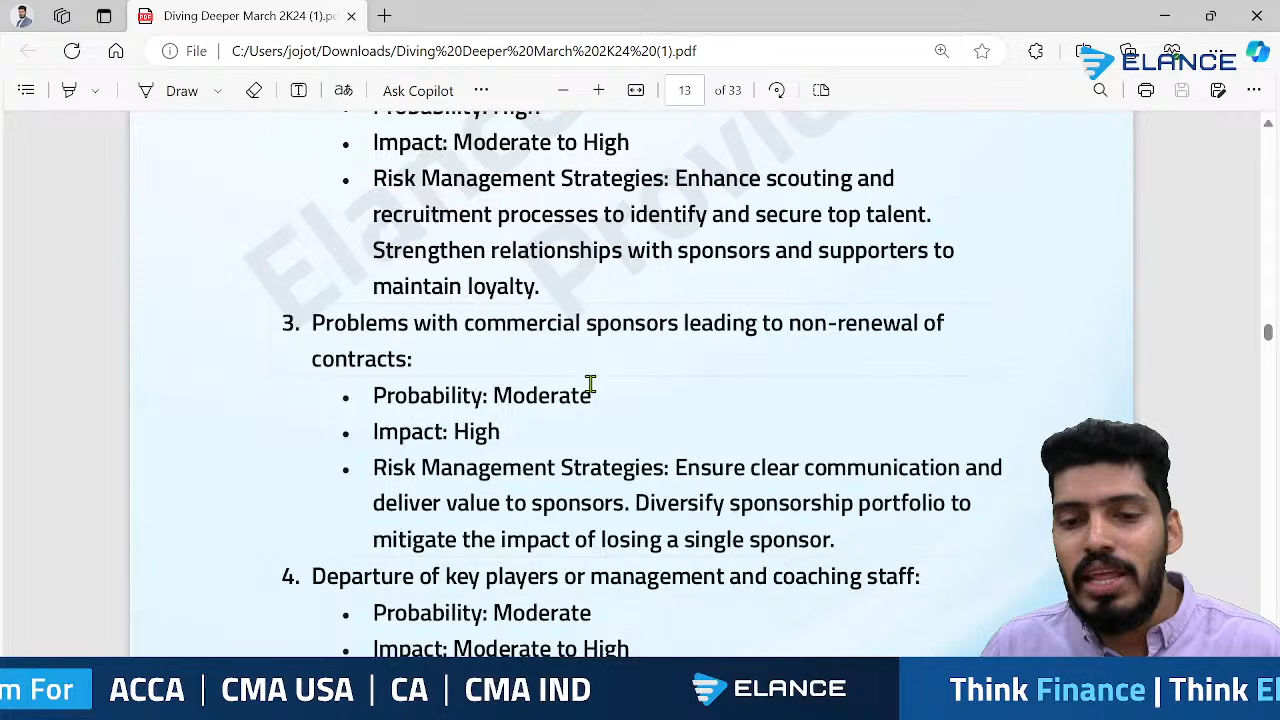 Diving Deeper March 2K24 (1).pd
File
C:/Users/jojot/Downloads/Diving%20Deeper%20March%202K24%20(1).pdf
ELANCE
Draw
Ask Copilot
13
of 33
Probability: High
Impact: Moderate to High
Risk Management Strategies: Enhance scouting and
recruitment processes to identify and secure top talent.
Strengthen relationships with sponsors and supporters to
maintain loyalty.
3. Problems with commercial sponsors leading to non-renewal of
contracts:
Probability: Moderate
Impact: High
Risk Management Strategies: Ensure clear communication and
deliver value to sponsors. Diversify sponsorship portfolio to
mitigate the impact of losing a single sponsor.
4. Departure of key players or management and coaching staff:
Probability: Moderate
Impact: Moderate to High
m For ACCA | CMA USA | CA | CMA IND ELANCE Think Finance | Think El